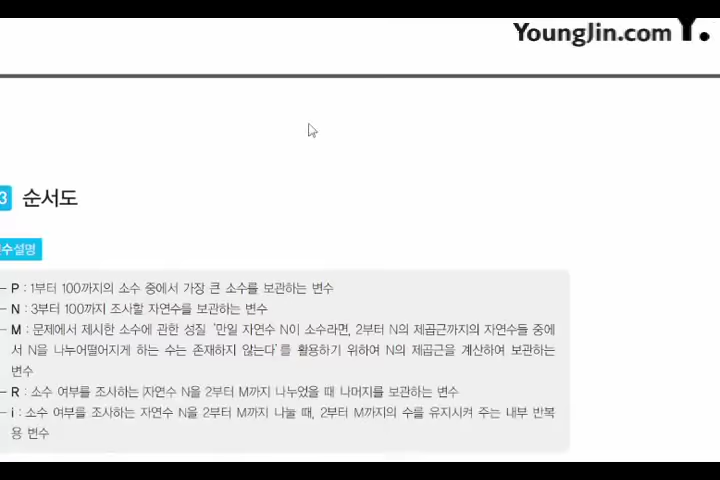 YoungJin.com Y.
3 순서도
수설명
– P : 1부터 100까지의 소수 중에서 가장 큰 소수를 보관하는 변수
– N : 3부터 100까지 조사할 자연수를 보관하는 변수
– M : 문제에서 제시한 소수에 관한 성질 '만일 자연수 N이 소수라면, 2부터 N의 제곱근까지의 자연수들 중에
서 N을 나누어떨어지게 하는 수는 존재하지 않는다'를 활용하기 위하여 N의 제곱근을 계산하여 보관하는
변수
– R : 소수 여부를 조사하는 자연수 N을 2부터 M까지 나누었을 때 나머지를 보관하는 변수
– i : 소수 여부를 조사하는 자연수 N을 2부터 M까지 나눌 때, 2부터 M까지의 수를 유지시켜 주는 내부 반복
용 변수